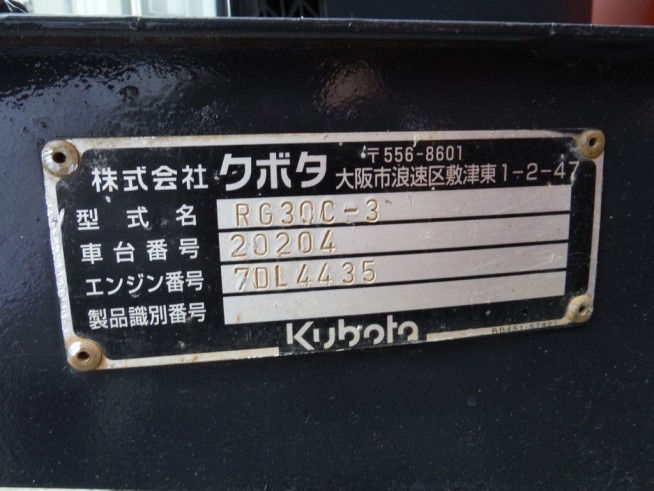 株式会社 クボタ 〒556-8601
大阪市浪速区敷津東1-2-47
型式名 RG30C-3
車台番号 20204
エンジン番号 7DL4435
製品識別番号
Kubota